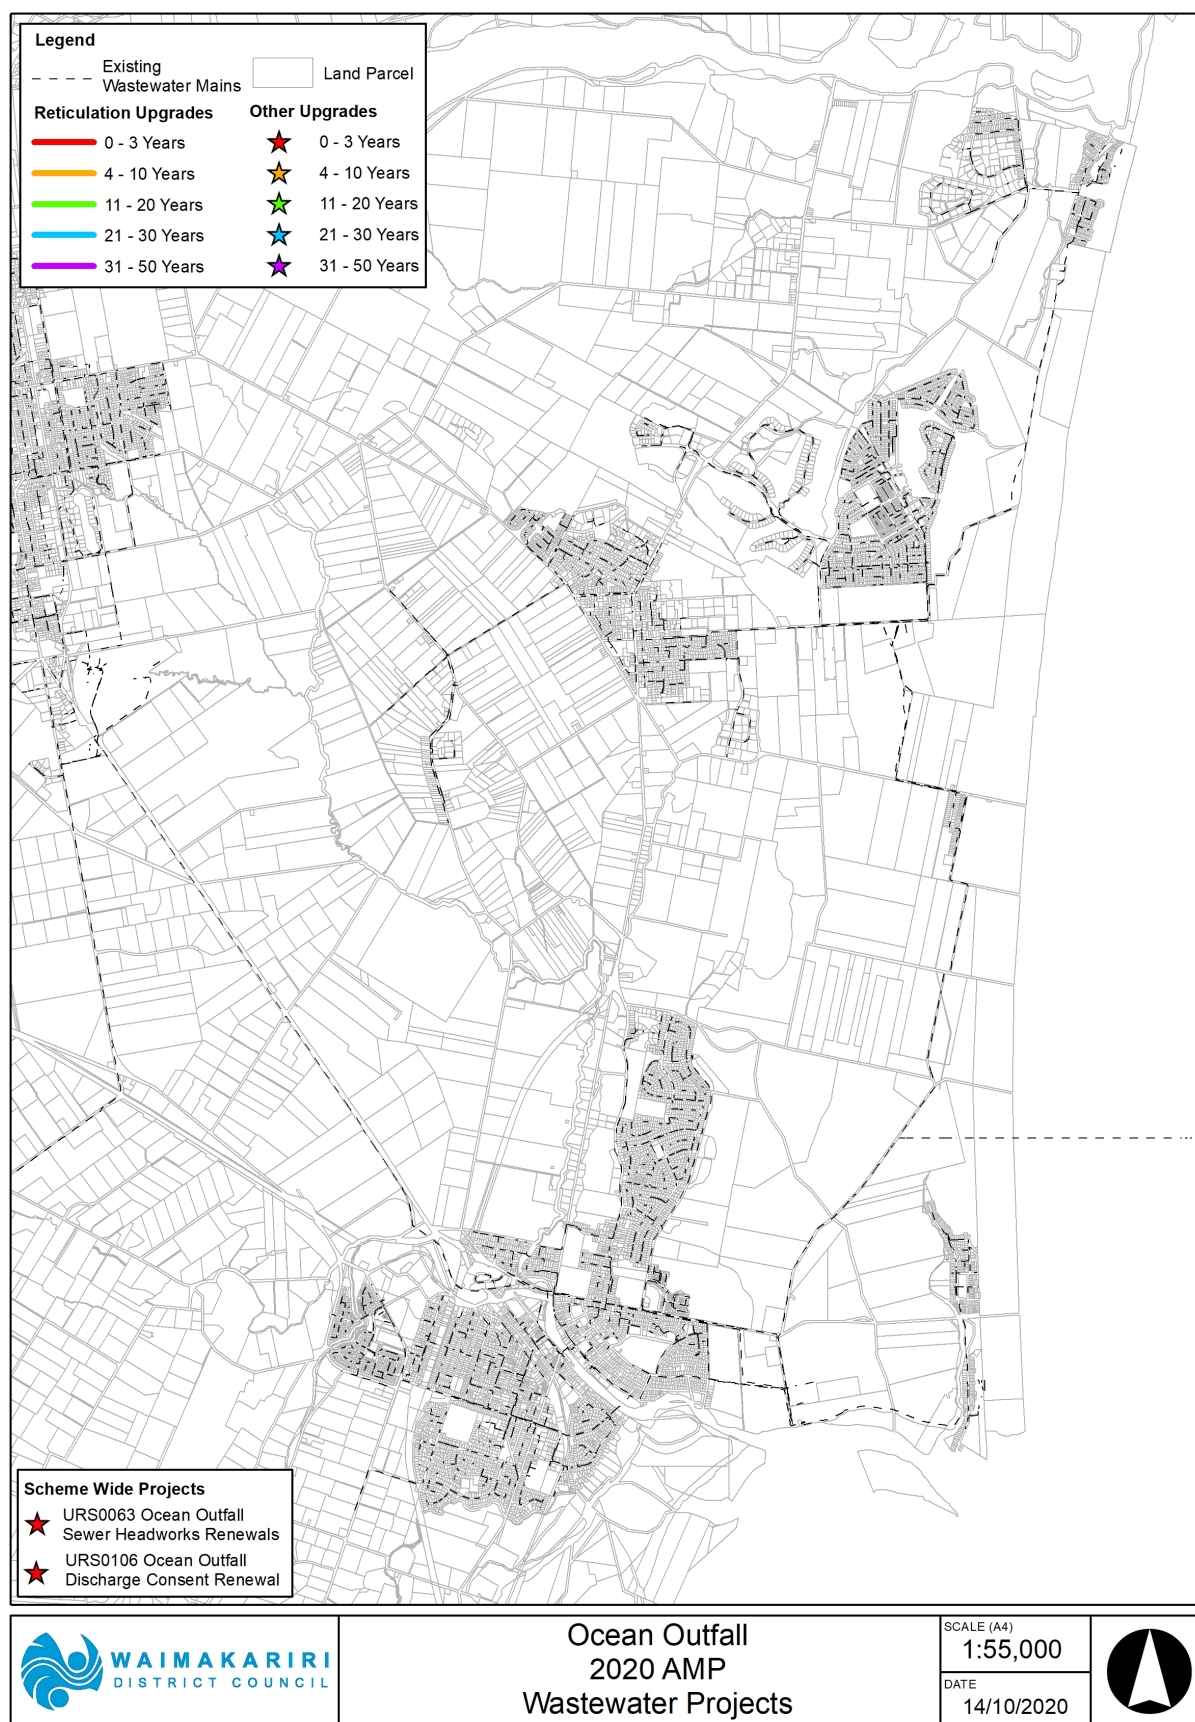 Legend
Existing
Wastewater Mains
Land Parcel
Reticulation Upgrades
Other Upgrades
0 - 3 Years
0 - 3 Years
4 - 10 Years
4 - 10 Years
11 - 20 Years
11 - 20 Years
21 - 30 Years
21 - 30 Years
31 - 50 Years
31 - 50 Years
Scheme Wide Projects
URS0063 Ocean Outfall
Sewer Headworks Renewals
URS0106 Ocean Outfall
Discharge Consent Renewal
WAIMAKARIRI
DISTRICT COUNCIL
Ocean Outfall
2020 AMP
Wastewater Projects
SCALE (A4)
1:55,000
DATE
14/10/2020